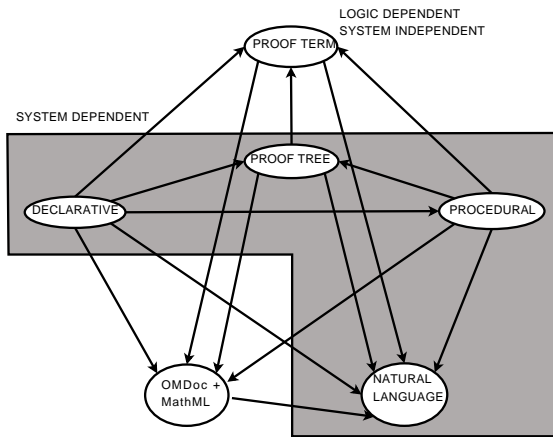 LOGIC DEPENDENT
SYSTEM INDEPENDENT
PROOF TERM
SYSTEM DEPENDENT
PROOF TREE
DECLARATIVE
PROCEDURAL
OMDoc +
MathML
NATURAL
LANGUAGE